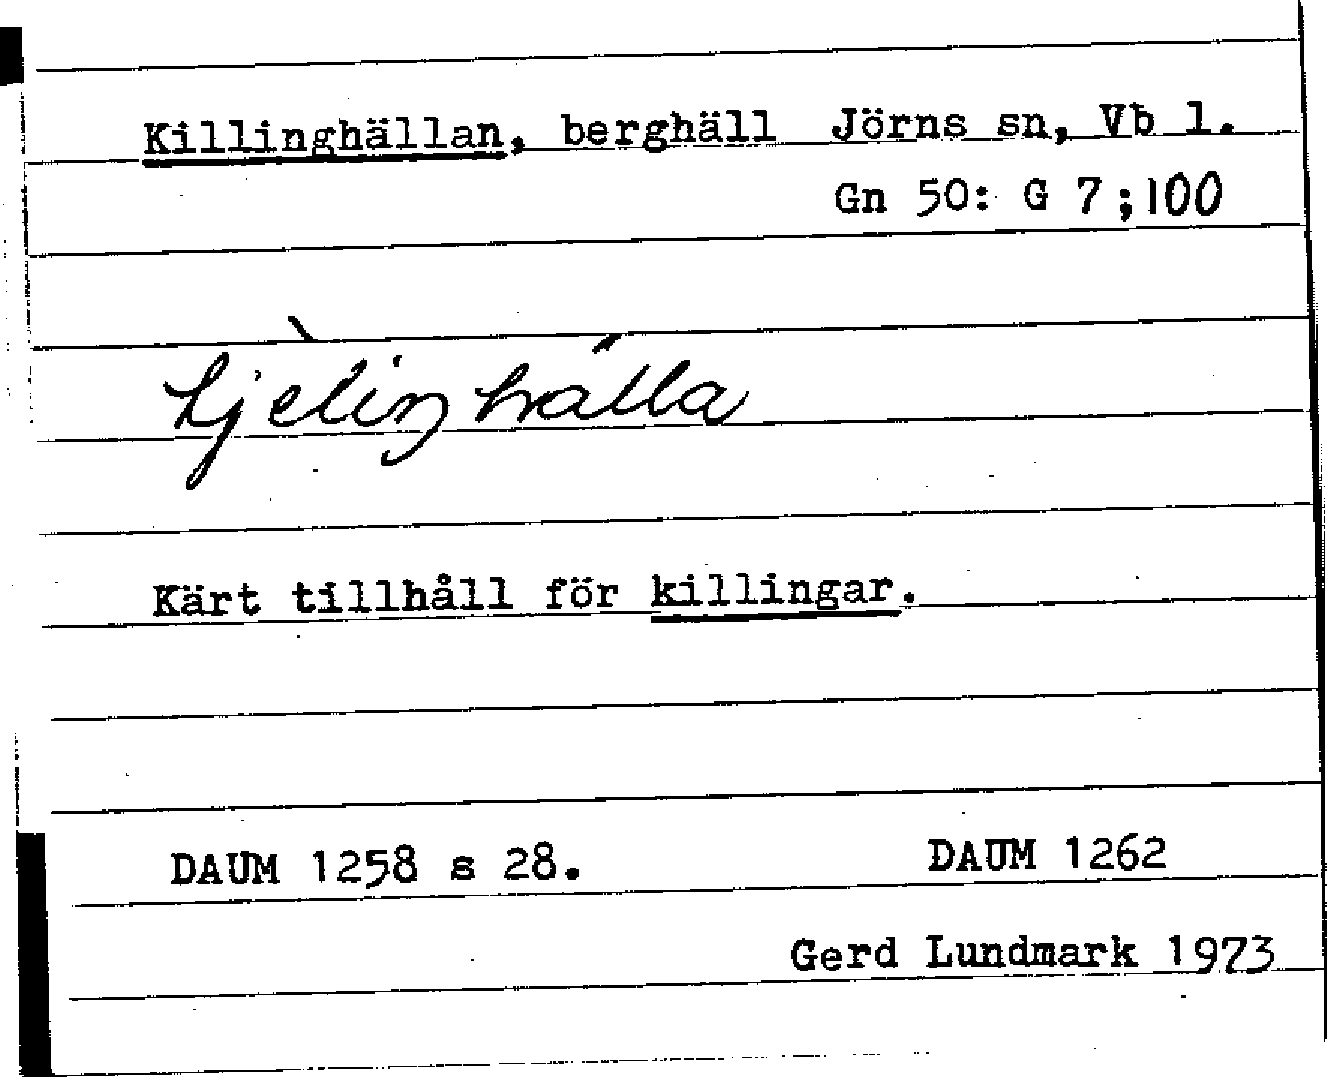 Killinghällan, berghäll Jörns sn, Vb l.
Gn 50: G 7;100
Kärt tillhåll för killingar.
DAUM 1258 s 28.
DAUM 1262
Gerd Lundmark 1973